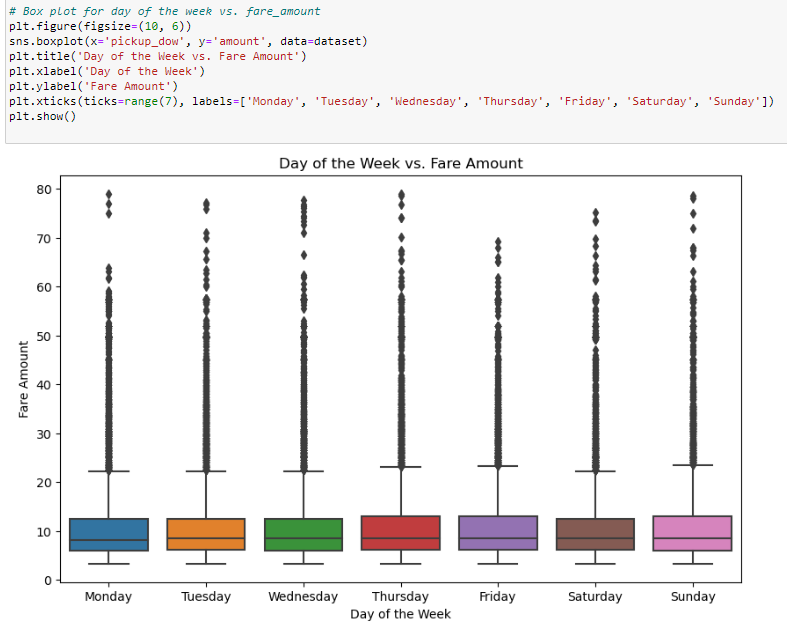 # Box plot for day of the week vs. fare_amount
plt.figure(figsize=(10, 6))
sns.boxplot(x='pickup_dow', y='amount', data=dataset)
plt.title('Day of the Week vs. Fare Amount')
plt.xlabel('Day of the Week')
plt.ylabel('Fare Amount')
plt.xticks(ticks=range(7), labels=['Monday', 'Tuesday', 'Wednesday', 'Thursday', 'Friday', 'Saturday', 'Sunday'])
plt.show()
Day of the Week vs. Fare Amount
Fare Amount
80
70
60
50
40
30
20
10
0
Monday Tuesday Wednesday Thursday Friday Saturday Sunday
Day of the Week